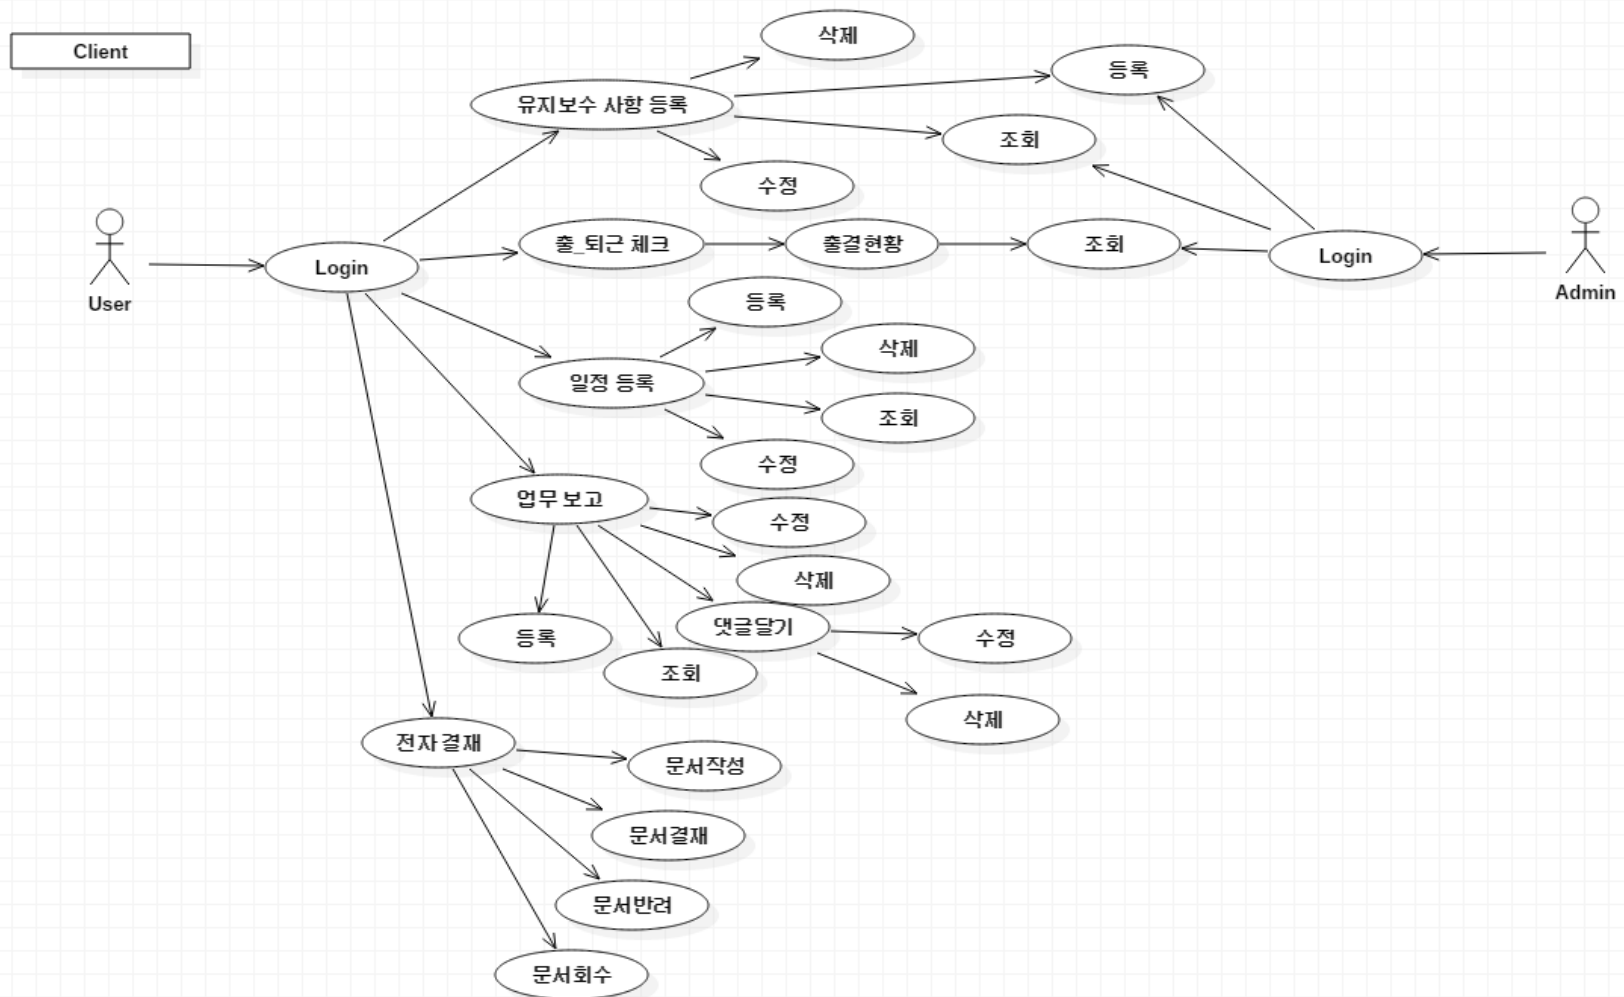 Client
삭제
등록
유지보수 사항 등록
조회
수정
출_퇴근 체크
출결현황
조회
Login
Login
User
Admin
등록
삭제
일정 등록
조회
수정
업무 보고
수정
삭제
댓글달기
등록
수정
조회
삭제
전자 결재
문서작성
문서결재
문서반려
문서회수